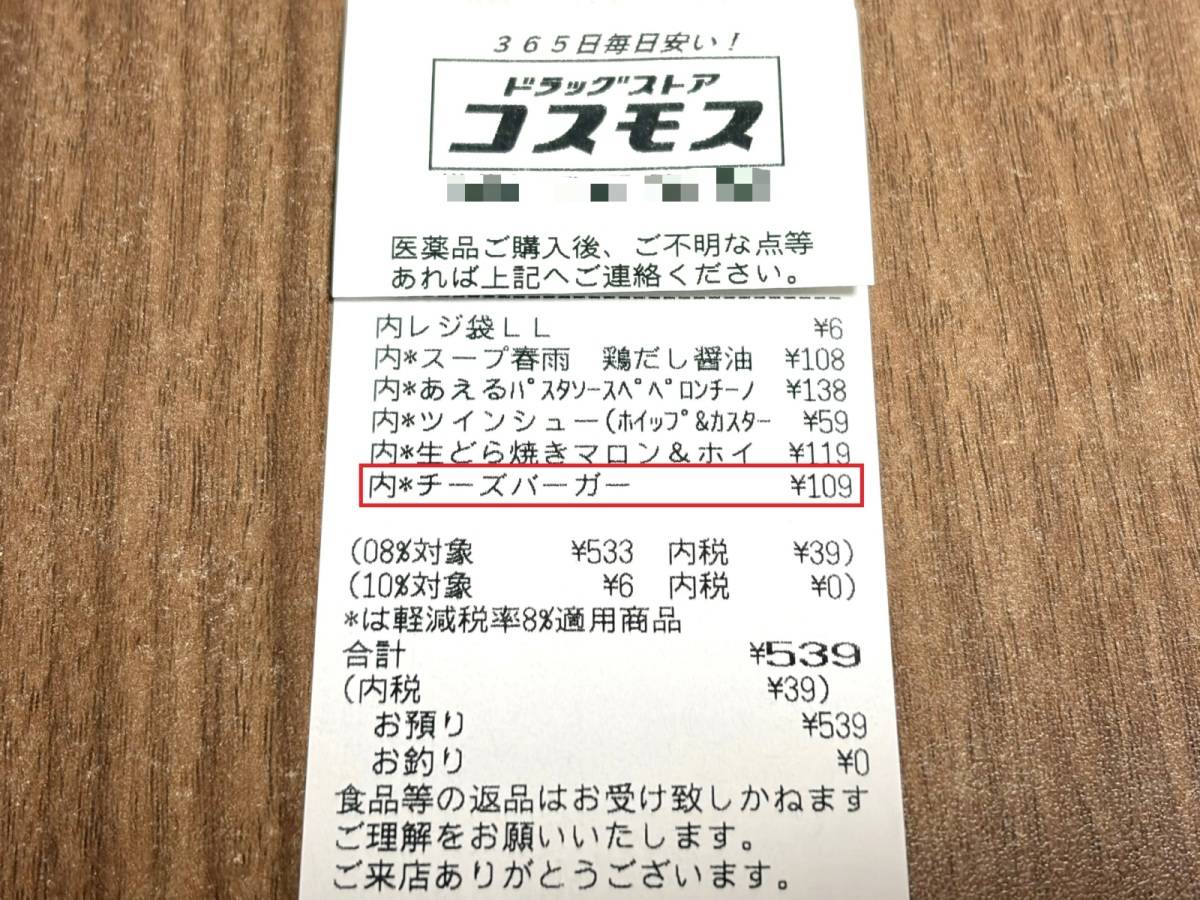 365日毎日安い!
ドラッグストア
コスモス
医薬品ご購入後、ご不明な点等
あれば上記へご連絡ください。
内レジ袋LL ¥6
内*スープ春雨 鶏だし醤油 ¥108
内*あえるパスタソースペペロンチーノ ¥138
内*ツインシュー(ホイップ&カスター ¥59
内*生どら焼きマロン&ホイ ¥119
内*チーズバーガー ¥109
(08%対象 ¥533 内税 ¥39)
(10%対象 ¥6 内税 ¥0)
*は軽減税率8%適用商品
合計 ¥539
(内税 ¥39)
お預り ¥539
お釣り ¥0
食品等の返品はお受け致しかねます
ご理解をお願いいたします。
ご来店ありがとうございます。